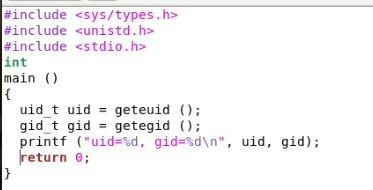 #include <sys/types.h>
#include <unistd.h>
#include <stdio.h>
int
main ()
{
  uid_t uid = geteuid ();
  gid_t gid = getegid ();
  printf ("uid=%d, gid=%d\n", uid, gid);
  return 0;
}